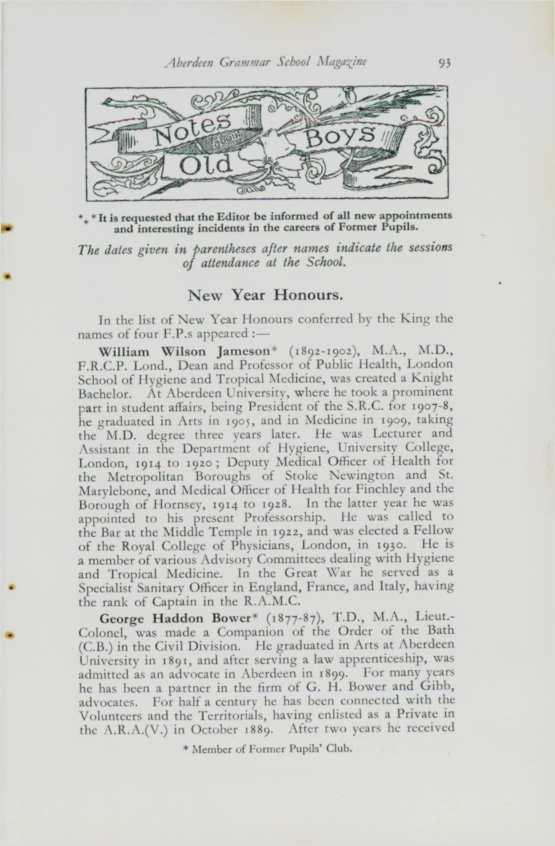 Aberdeen Grammar School Magazine 93
Notes
about
Old
Boys
*** It is requested that the Editor be informed of all new appointments
and interesting incidents in the careers of Former Pupils.
The dates given in parentheses after names indicate the sessions
of attendance at the School.
New Year Honours.
In the list of New Year Honours conferred by the King the
names of four F.P.s appeared :—
William Wilson Jameson* (1892-1902), M.A., M.D.,
F.R.C.P. Lond., Dean and Professor of Public Health, London
School of Hygiene and Tropical Medicine, was created a Knight
Bachelor. At Aberdeen University, where he took a prominent
part in student affairs, being President of the S.R.C. for 1907-8,
he graduated in Arts in 1905, and in Medicine in 1909, taking
the M.D. degree three years later. He was Lecturer and
Assistant in the Department of Hygiene, University College,
London, 1914 to 1920 ; Deputy Medical Officer of Health for
the Metropolitan Boroughs of Stoke Newington and St.
Marylebone, and Medical Officer of Health for Finchley and the
Borough of Hornsey, 1914 to 1928. In the latter year he was
appointed to his present Professorship. He was called to
the Bar at the Middle Temple in 1922, and was elected a Fellow
of the Royal College of Physicians, London, in 1930. He is
a member of various Advisory Committees dealing with Hygiene
and Tropical Medicine. In the Great War he served as a
Specialist Sanitary Officer in England, France, and Italy, having
the rank of Captain in the R.A.M.C.
George Haddon Bower* (1877-87), T.D., M.A., Lieut.-
Colonel, was made a Companion of the Order of the Bath
(C.B.) in the Civil Division. He graduated in Arts at Aberdeen
University in 1891, and after serving a law apprenticeship, was
admitted as an advocate in Aberdeen in 1899. For many years
he has been a partner in the firm of G. H. Bower and Gibb,
advocates. For half a century he has been connected with the
Volunteers and the Territorials, having enlisted as a Private in
the A.R.A.(V.) in October 1889. After two years he received
* Member of Former Pupils' Club.